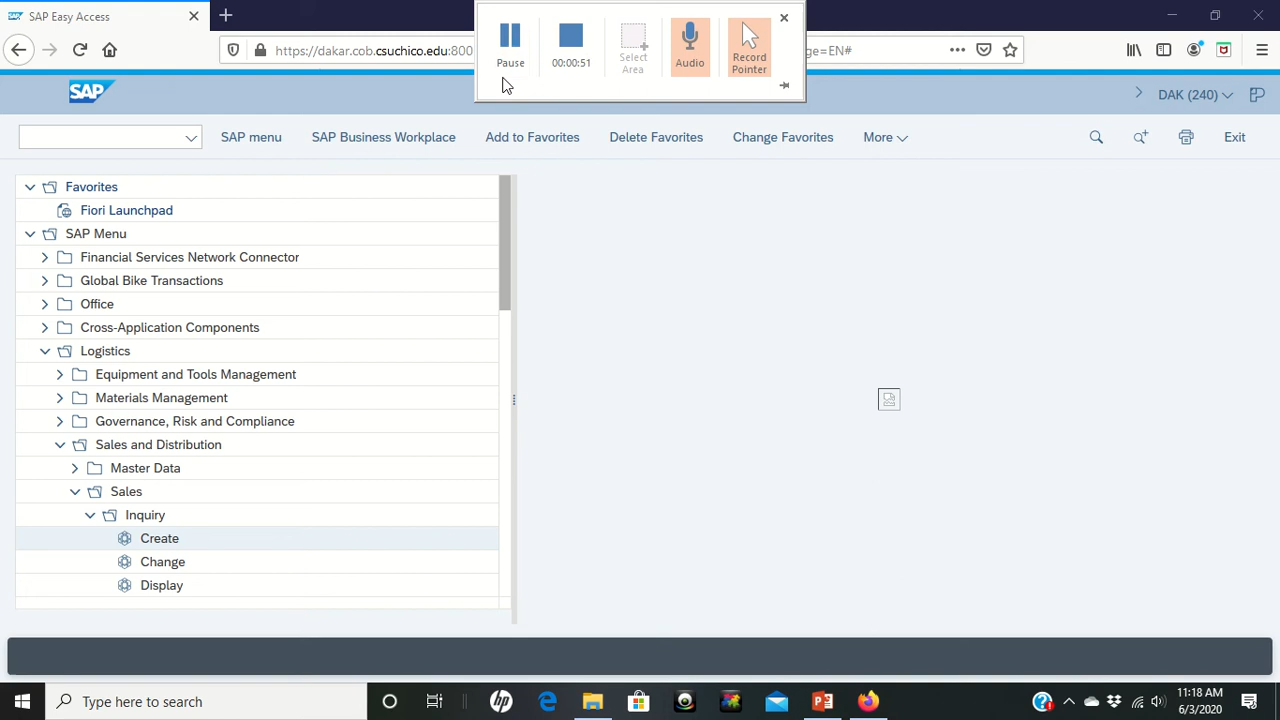 SAP Easy Access
Pause
00:00:51
Select
Area
Audio
Record
Pointer
https://dakar.cob.csuchico.edu:800
ge=EN#
SAP
DAK (240)
SAP menu
SAP Business Workplace
Add to Favorites
Delete Favorites
Change Favorites
More
Exit
Favorites
Fiori Launchpad
SAP Menu
Financial Services Network Connector
Global Bike Transactions
Office
Cross-Application Components
Logistics
Equipment and Tools Management
Materials Management
Governance, Risk and Compliance
Sales and Distribution
Master Data
Sales
Inquiry
Create
Change
Display
Type here to search
11:18 AM
6/3/2020